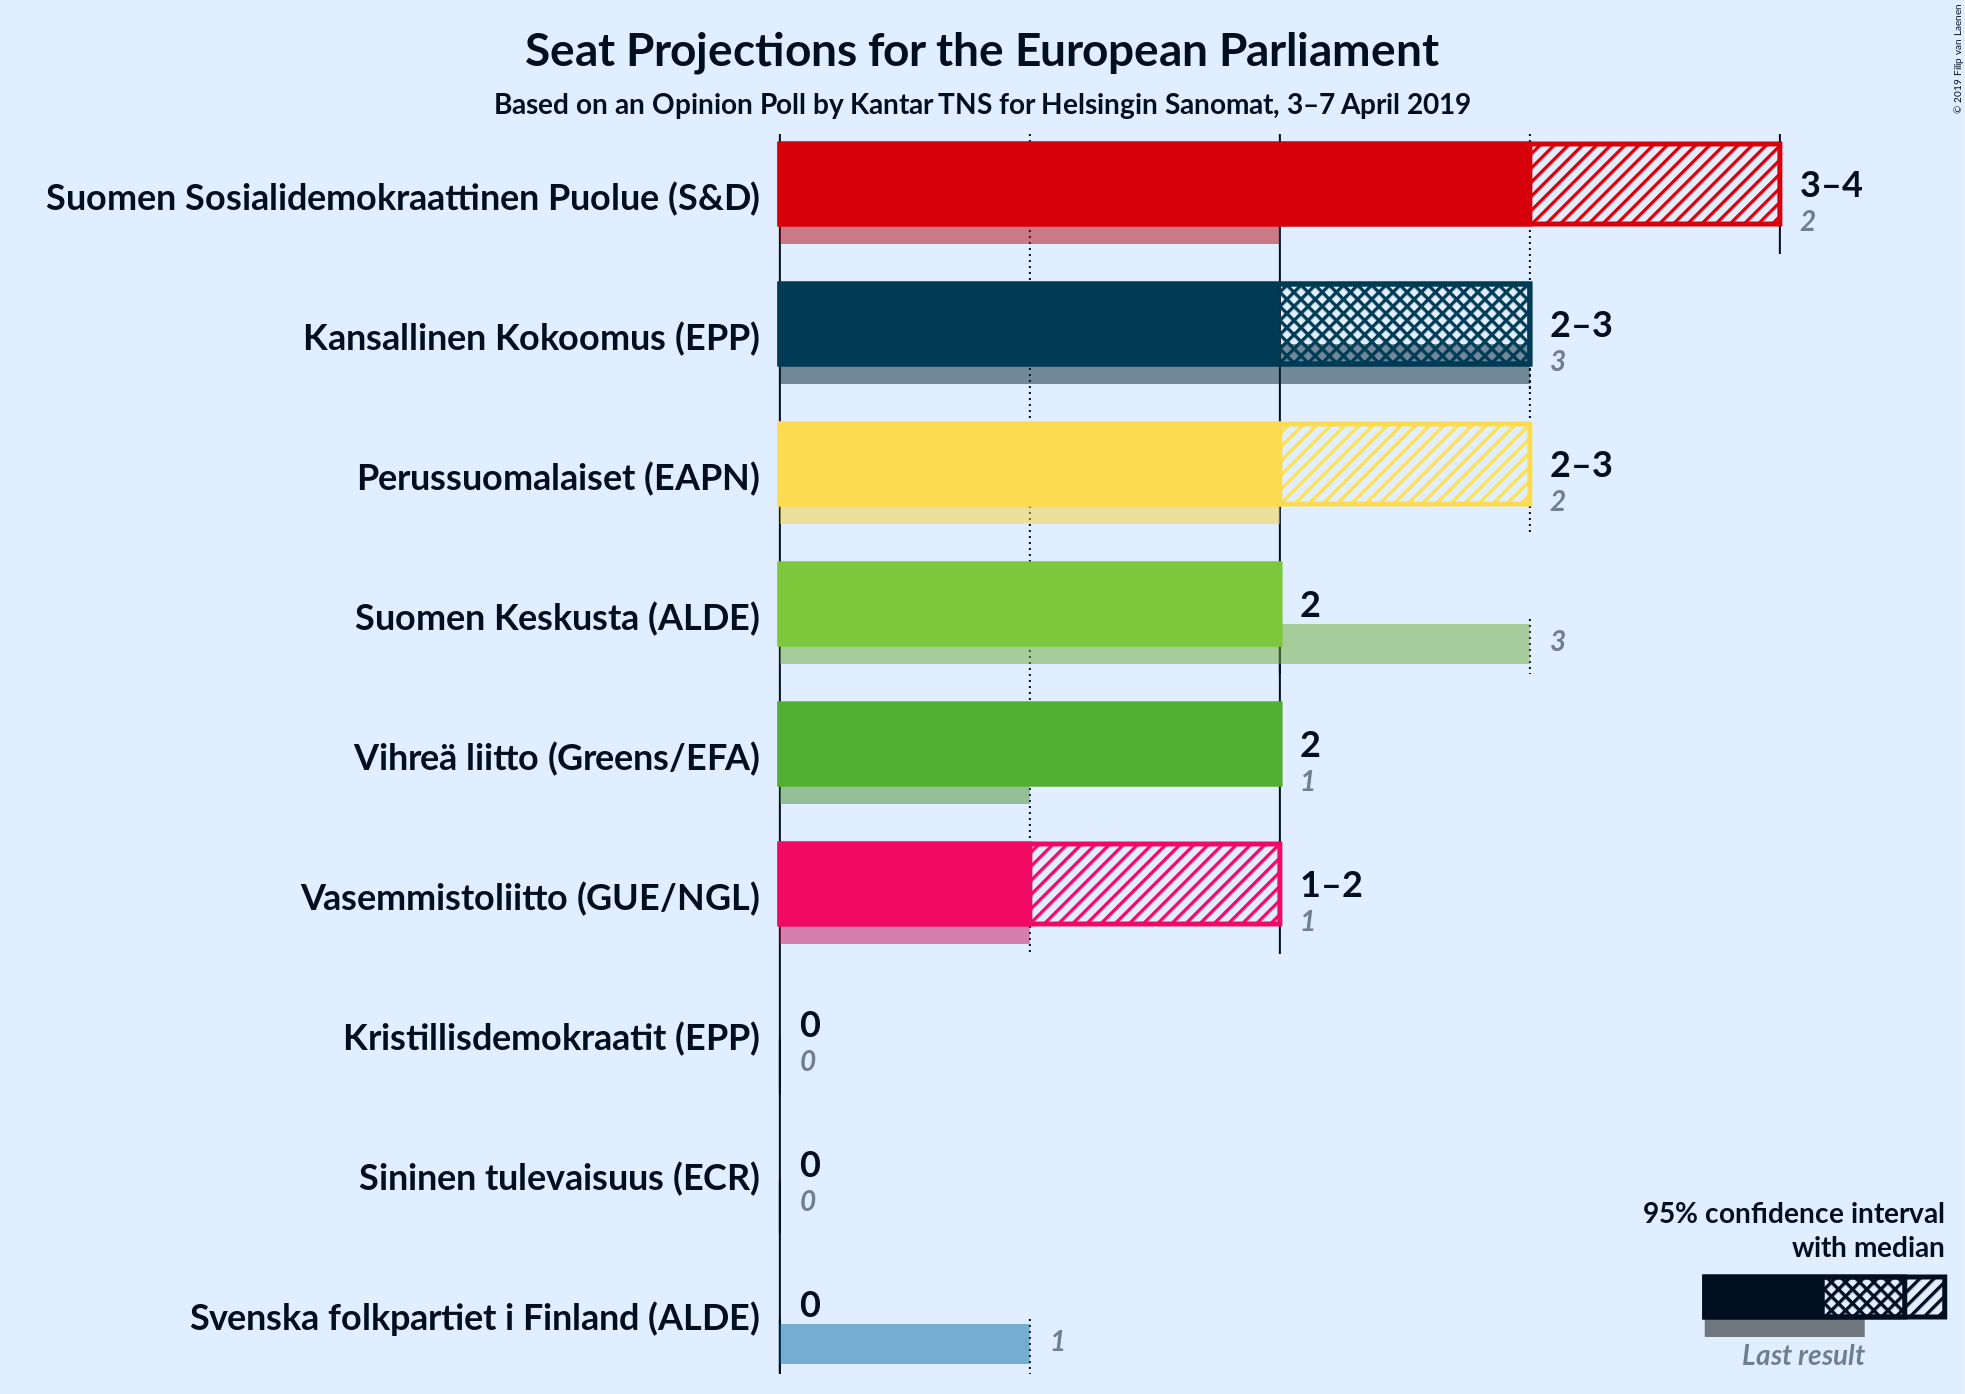 Seat Projections for the European Parliament
Based on an Opinion Poll by Kantar TNS for Helsingin Sanomat, 3–7 April 2019
© 2019 Filip van Laenen
Suomen Sosialidemokraattinen Puolue (S&D)
3–4
2
Kansallinen Kokoomus (EPP)
2–3
3
Perussuomalaiset (EAPN)
2–3
2
Suomen Keskusta (ALDE)
2
3
Vihreä liitto (Greens/EFA)
2
1
Vasemmistoliitto (GUE/NGL)
1–2
1
Kristillisdemokraatit (EPP)
0
0
Sininen tulevaisuus (ECR)
0
0
Svenska folkpartiet i Finland (ALDE)
0
1
95% confidence interval
with median
Last result